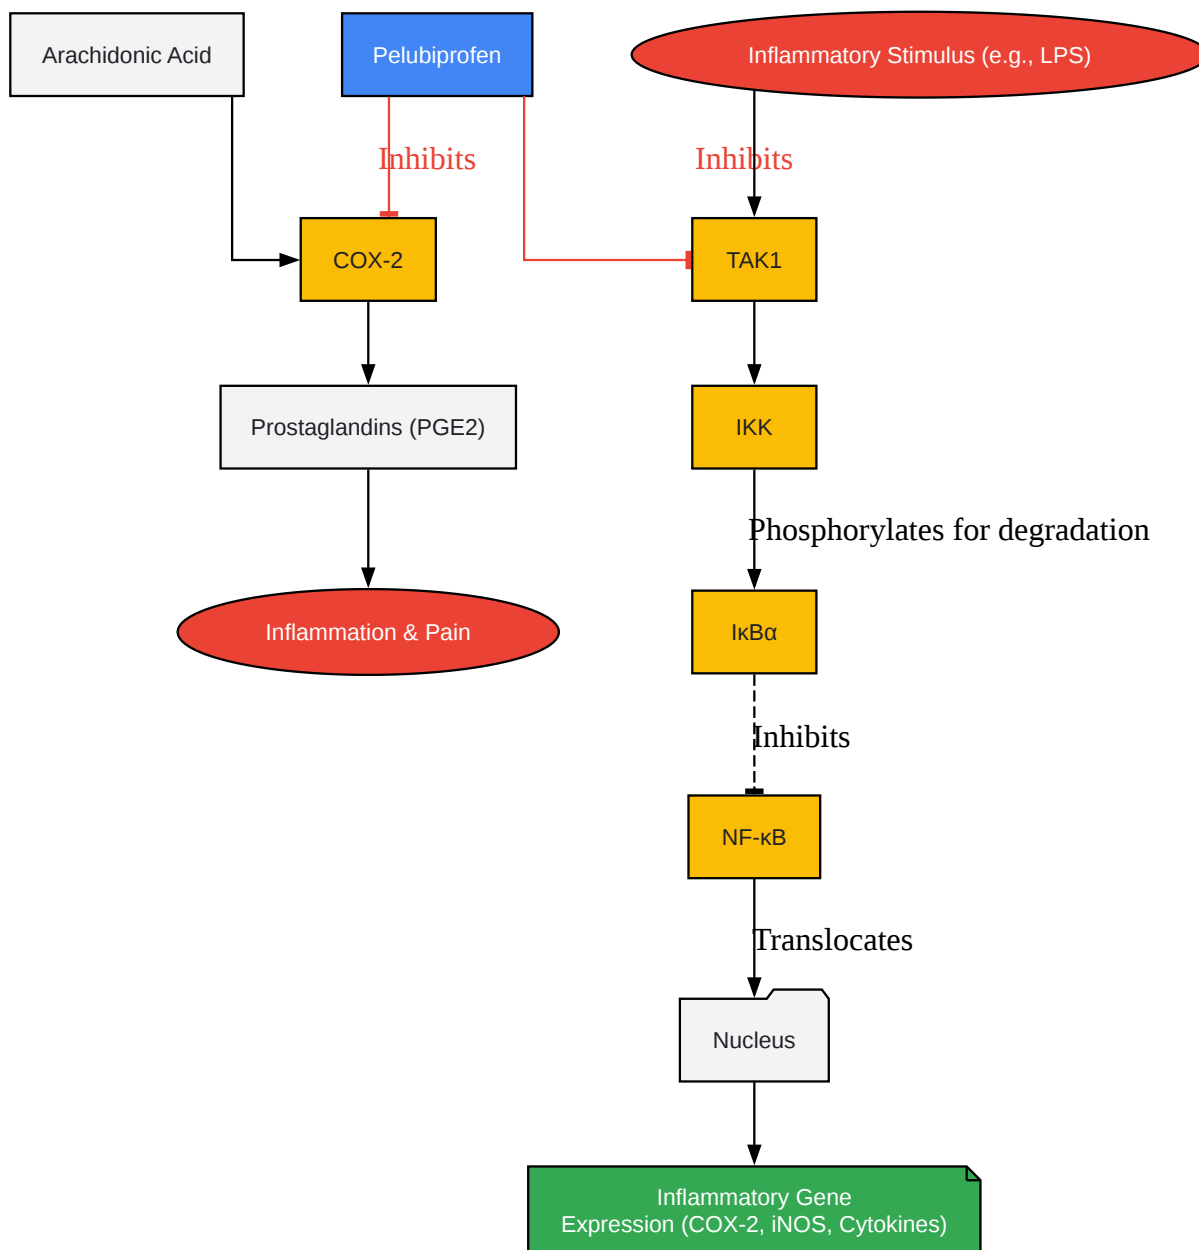 Arachidonic Acid
Pelubiprofen
Inflammatory Stimulus (e.g., LPS)
Inhibits
Inhibits
COX-2
TAK1
Prostaglandins (PGE2)
IKK
Phosphorylates for degradation
Inflammation & Pain
IκBα
Inhibits
NF-κB
Translocates
Nucleus
Inflammatory Gene
Expression (COX-2, iNOS, Cytokines)